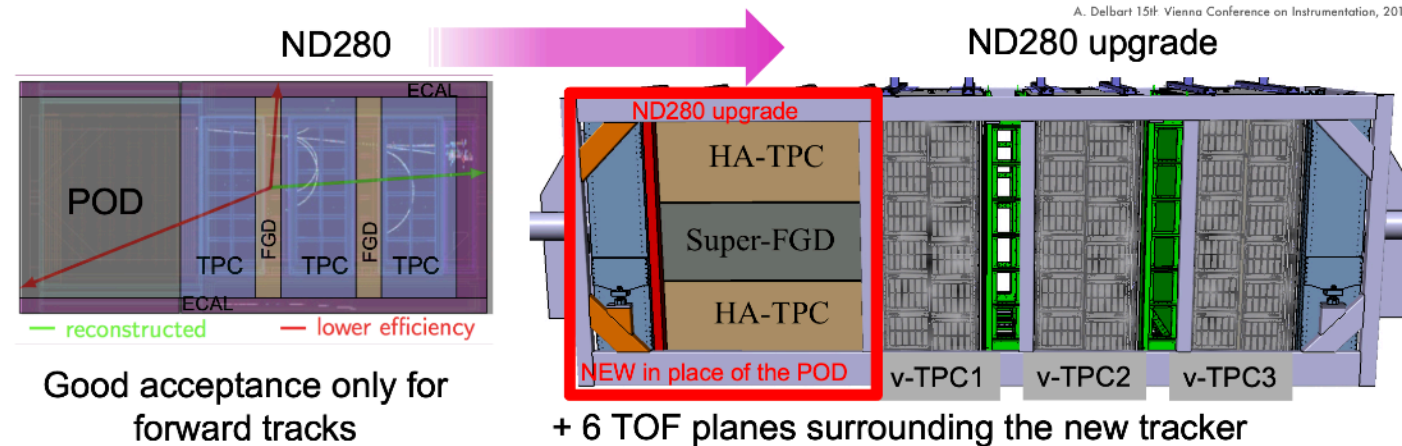 A. Delbart 15th Vienna Conference on Instrumentation, 201
ND280
ND280 upgrade
ECAL
POD
TPC
FGD
TPC
FGD
TPC
ECAL
reconstructed
lower efficiency
Good acceptance only for
forward tracks
ND280 upgrade
HA-TPC
Super-FGD
HA-TPC
NEW in place of the POD
v-TPC1
v-TPC2
v-TPC3
+ 6 TOF planes surrounding the new tracker